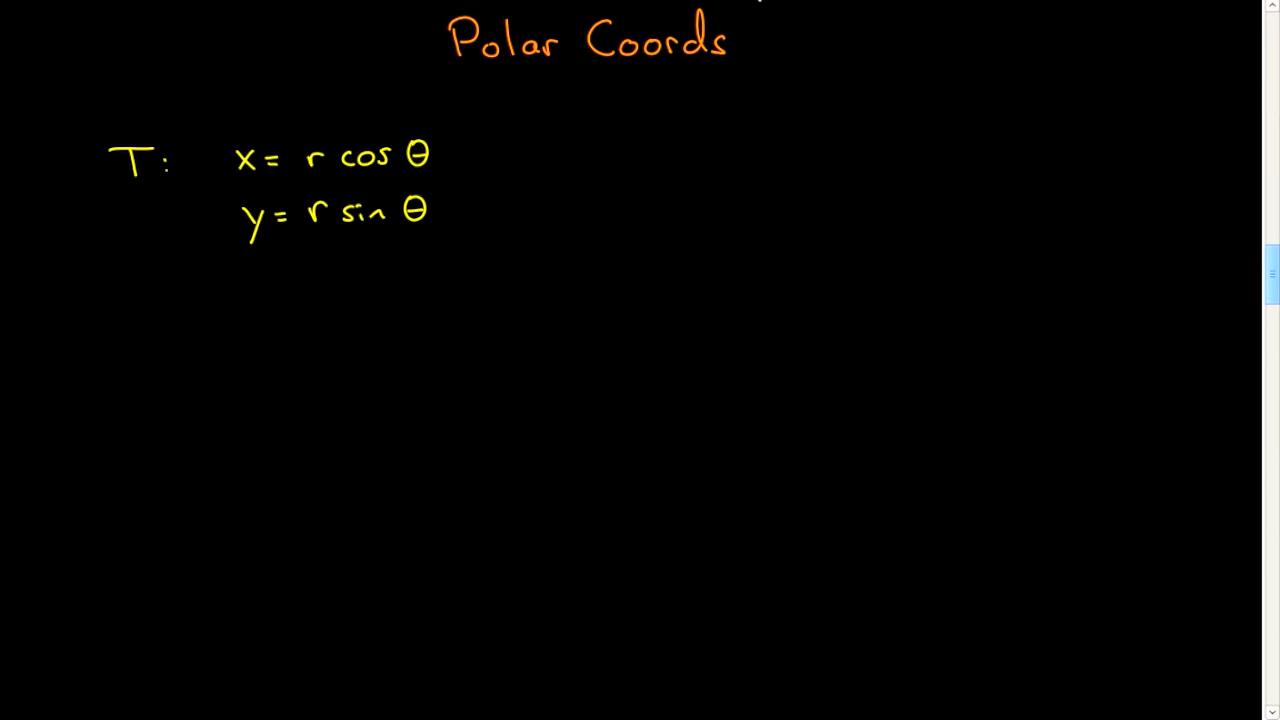 Polar Coords
T: x = r cos θ
y = r sin θ